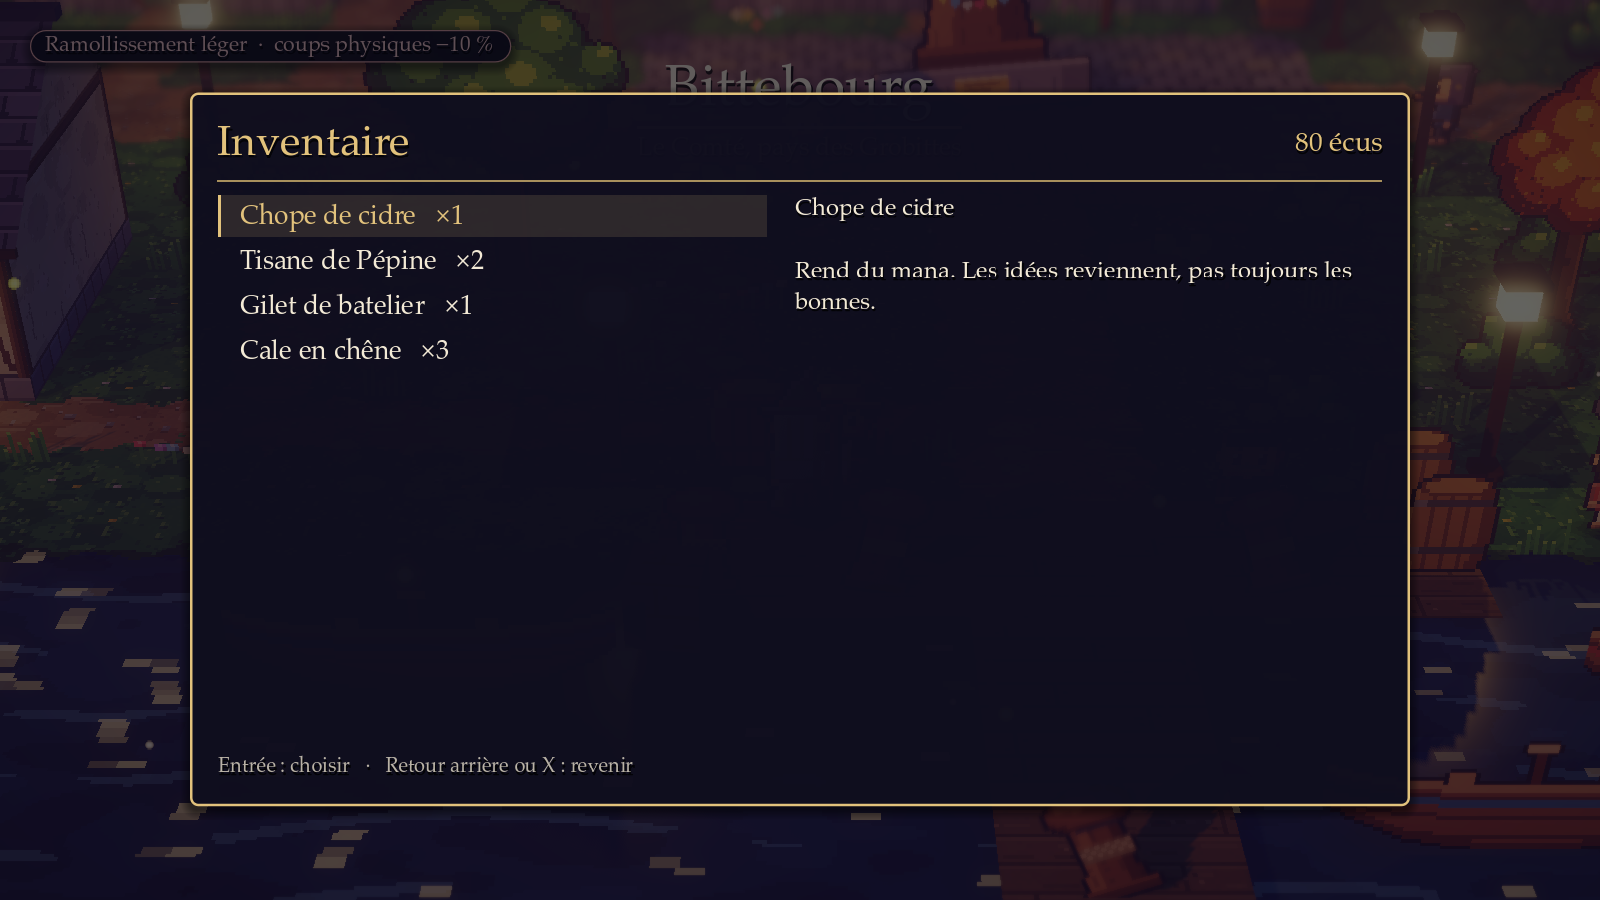 Ramollissement léger · coups physiques −10 %
Bittebourg
Inventaire
80 écus
Chope de cidre ×1
Tisane de Pépine ×2
Gilet de batelier ×1
Cale en chêne ×3
Chope de cidre
Rend du mana. Les idées reviennent, pas toujours les
bonnes.
Entrée : choisir · Retour arrière ou X : revenir